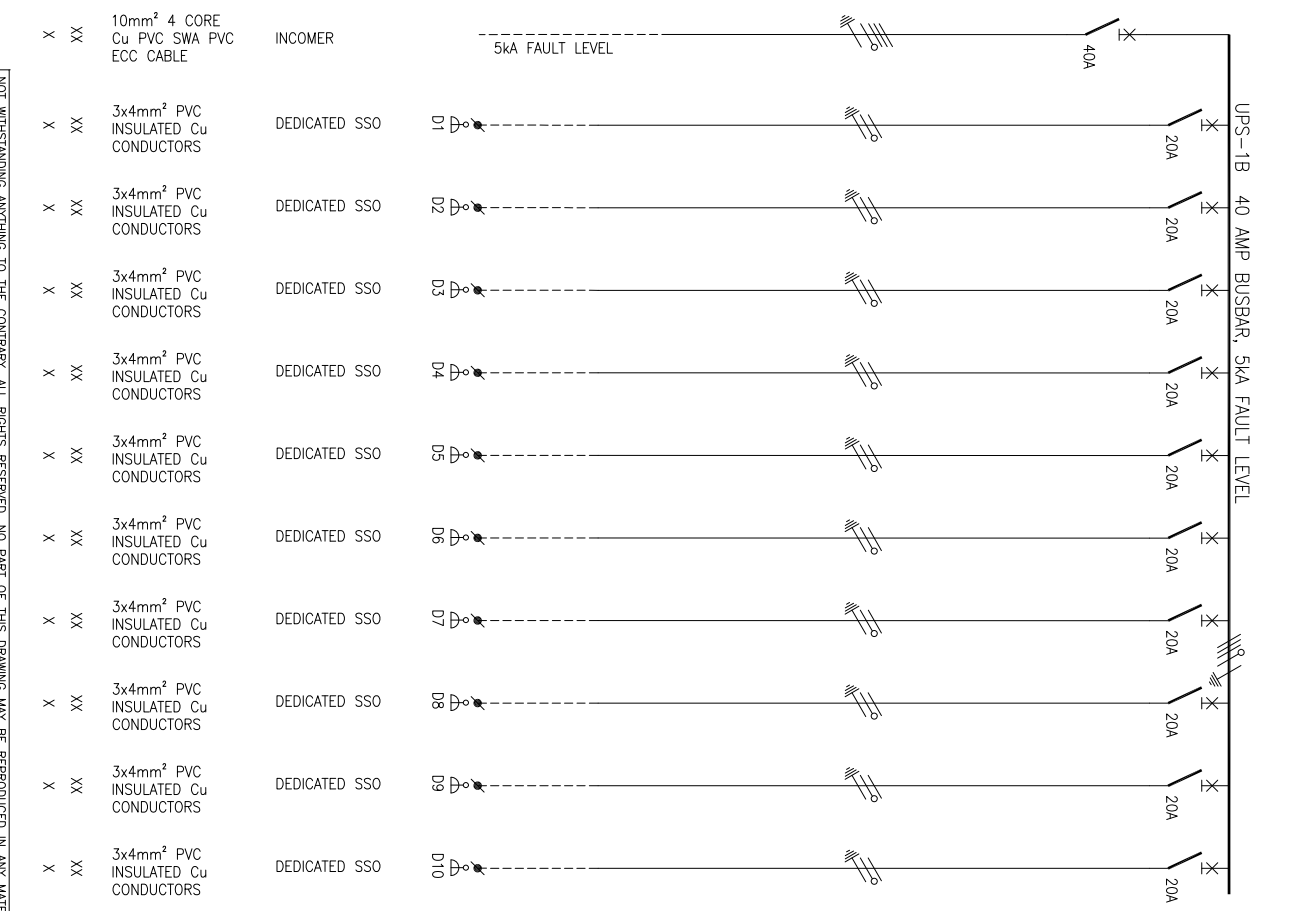 10mm² 4 CORE
Cu PVC SWA PVC
ECC CABLE
X XX
INCOMER
5kA FAULT LEVEL
40A
X XX
3x4mm² PVC
INSULATED Cu
CONDUCTORS
DEDICATED SSO
D1
20A
X XX
3x4mm² PVC
INSULATED Cu
CONDUCTORS
DEDICATED SSO
D2
20A
X XX
3x4mm² PVC
INSULATED Cu
CONDUCTORS
DEDICATED SSO
D3
20A
X XX
3x4mm² PVC
INSULATED Cu
CONDUCTORS
DEDICATED SSO
D4
20A
X XX
3x4mm² PVC
INSULATED Cu
CONDUCTORS
DEDICATED SSO
D5
20A
X XX
3x4mm² PVC
INSULATED Cu
CONDUCTORS
DEDICATED SSO
D6
20A
X XX
3x4mm² PVC
INSULATED Cu
CONDUCTORS
DEDICATED SSO
D7
20A
X XX
3x4mm² PVC
INSULATED Cu
CONDUCTORS
DEDICATED SSO
D8
20A
X XX
3x4mm² PVC
INSULATED Cu
CONDUCTORS
DEDICATED SSO
D9
20A
X XX
3x4mm² PVC
INSULATED Cu
CONDUCTORS
DEDICATED SSO
D10
20A
UPS-1B 40 AMP BUSBAR, 5kA FAULT LEVEL
NOT WITHSTANDING ANYTHING TO THE CONTRARY ALL RIGHTS RESERVED NO PART OF THIS DRAWING MAY BE REPRODUCED IN ANY MATE